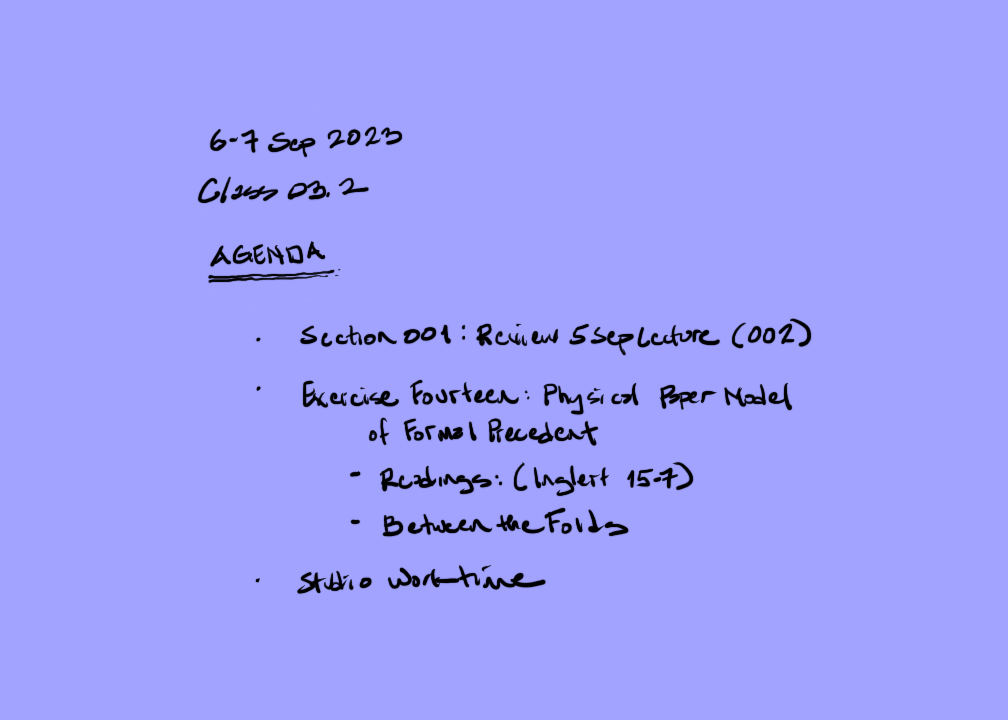 6-7 Sep 2023
Class 03.2
AGENDA
· Section 001: Review 5 Sep Lecture (002)
· Exercise Fourteen: Physical Paper Model
of Formal Precedent
- Readings: (Inglert 15-7)
- Between the Folds
· Studio Work-time